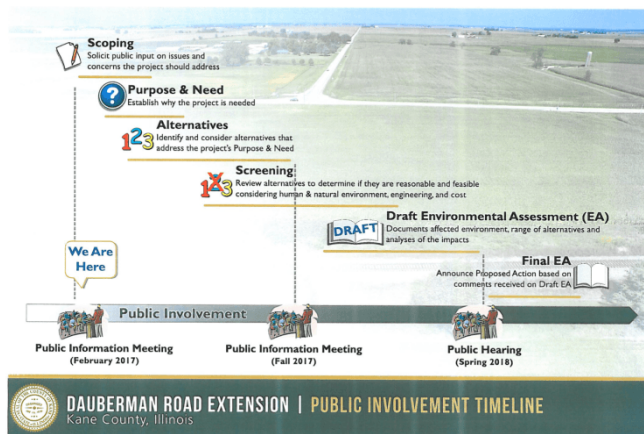 Scoping
Solicit public input on issues and
concerns the project should address
?
Purpose & Need
Establish why the project is needed
Alternatives
123
Identify and consider alternatives that
address the project's Purpose & Need
Screening
123
Review alternatives to determine if they are reasonable and feasible
considering human & natural environment, engineering, and cost
Draft Environmental Assessment (EA)
DRAFT
Documents affected environment, range of alternatives and
analyses of the impacts
We Are
Here
Final EA
Announce Proposed Action based on
comments received on Draft EA
Public Involvement
Public Information Meeting
(February 2017)
Public Information Meeting
(Fall 2017)
Public Hearing
(Spring 2018)
DAUBERMAN ROAD EXTENSION | PUBLIC INVOLVEMENT TIMELINE
Kane County, Illinois